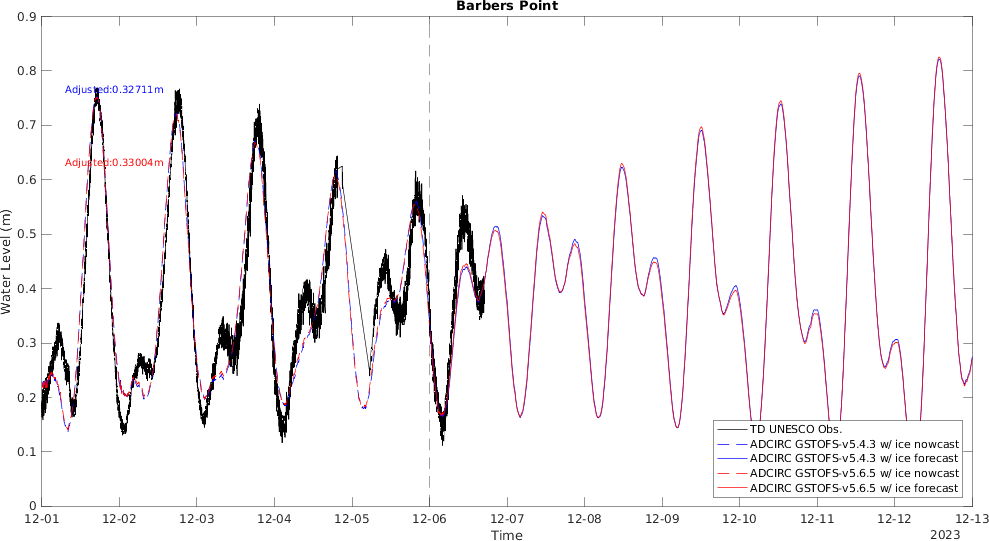 Barbers Point
0.9
0.8
Adjusted:0.32711m
0.7
Adjusted:0.33004m
0.6
0.5
Water Level (m)
0.4
0.3
0.2
0.1
0
TD UNESCO Obs.
ADCIRC GSTOFS-v5.4.3 w/ ice nowcast
ADCIRC GSTOFS-v5.4.3 w/ ice forecast
ADCIRC GSTOFS-v5.6.5 w/ ice nowcast
ADCIRC GSTOFS-v5.6.5 w/ ice forecast
12-01 12-02 12-03 12-04 12-05 12-06 12-07 12-08 12-09 12-10 12-11 12-12 12-13
Time
2023